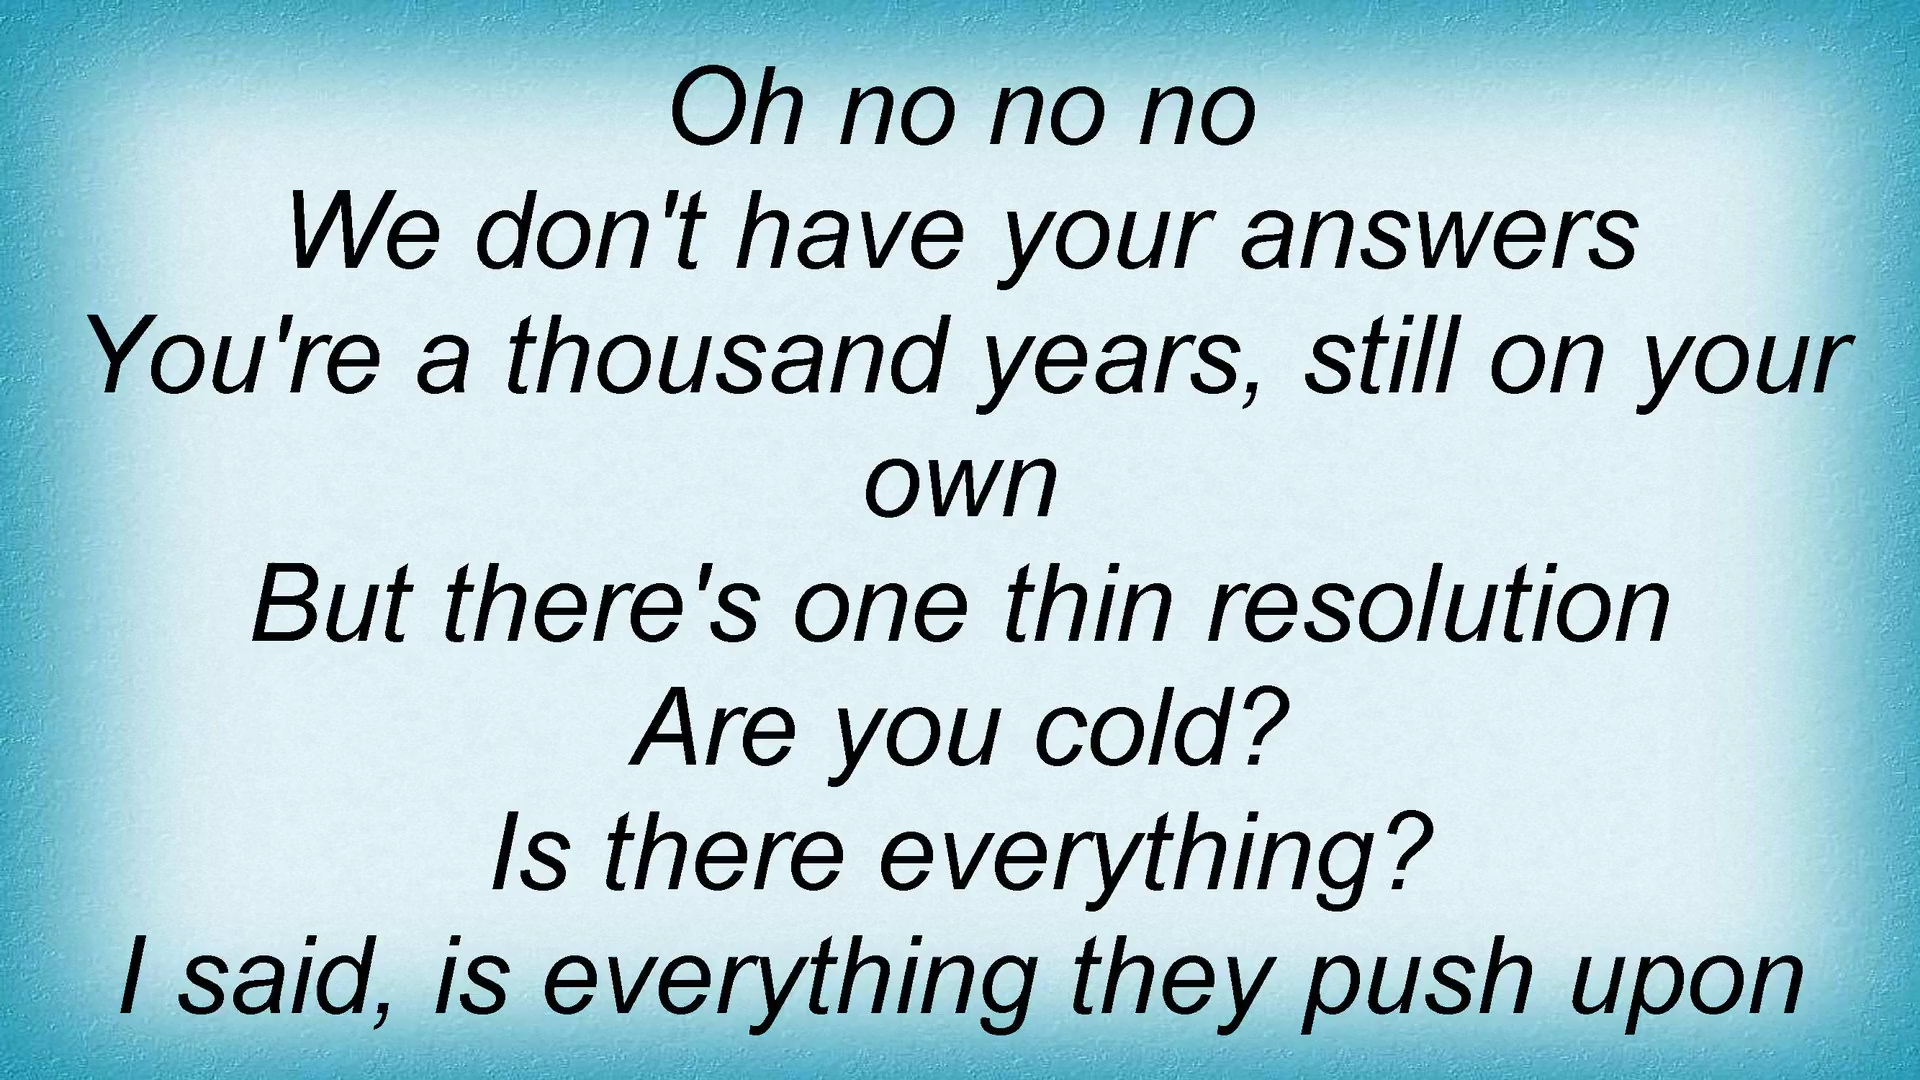 Oh no no no
We don't have your answers
You're a thousand years, still on your
own
But there's one thin resolution
Are you cold?
Is there everything?
I said, is everything they push upon